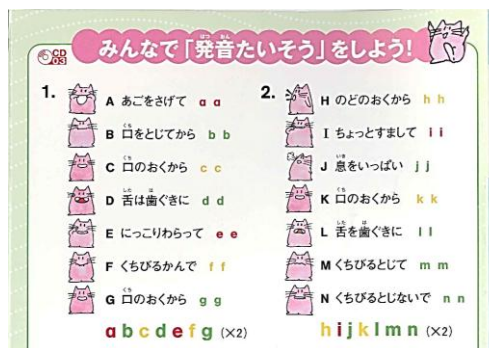 CD
03
みんなで「発音たいそう」をしよう!
はつ おん
1.
A あごをさげて a a
B 口をとじてから b b
くち
C 口のおくから c c
くち
D 舌は歯ぐきに d d
した は
E にっこりわらって e e
F くちびるかんで f f
G 口のおくから g g
くち
a b c d e f g (×2)
2.
H のどのおくから h h
I ちょっとすまして i i
J 息をいっぱい j j
いき
K 口のおくから k k
くち
L 舌を歯ぐきに l l
した は
M くちびるとじて m m
N くちびるとじないで n n
h i j k l m n (×2)